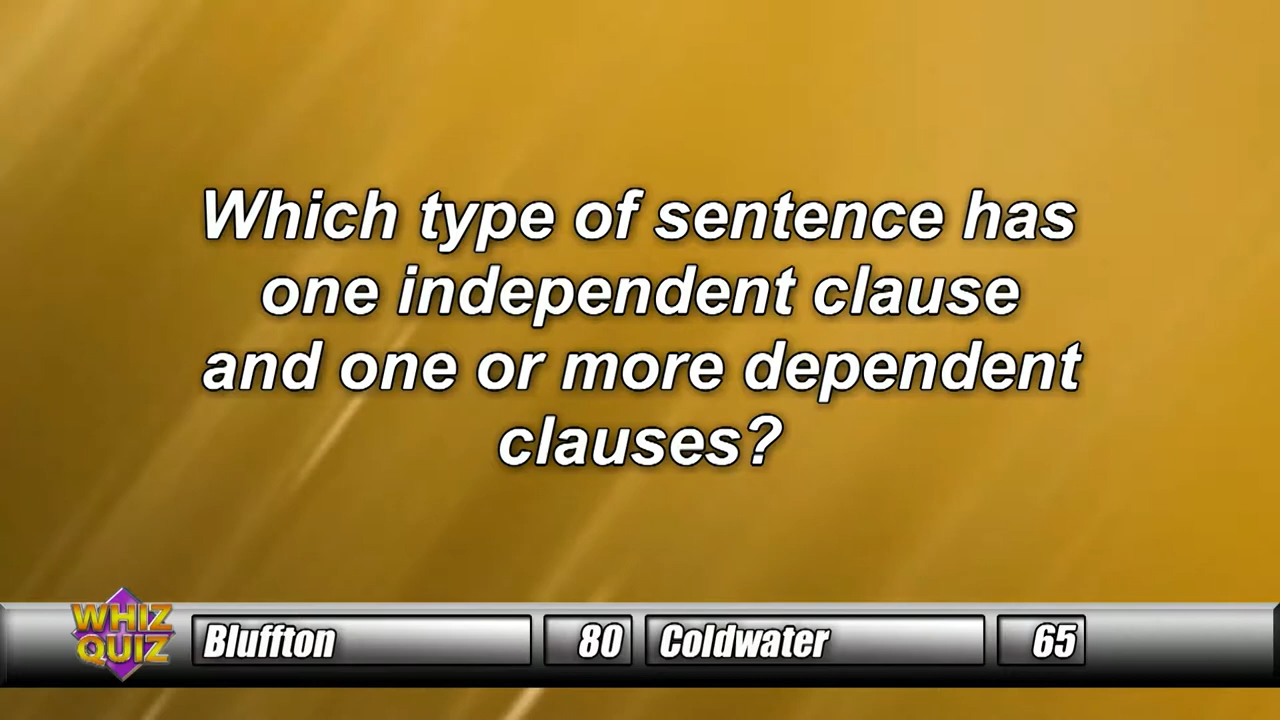 Which type of sentence has
one independent clause
and one or more dependent
clauses?
WHIZ
QUIZ
Bluffton 80 Coldwater 65